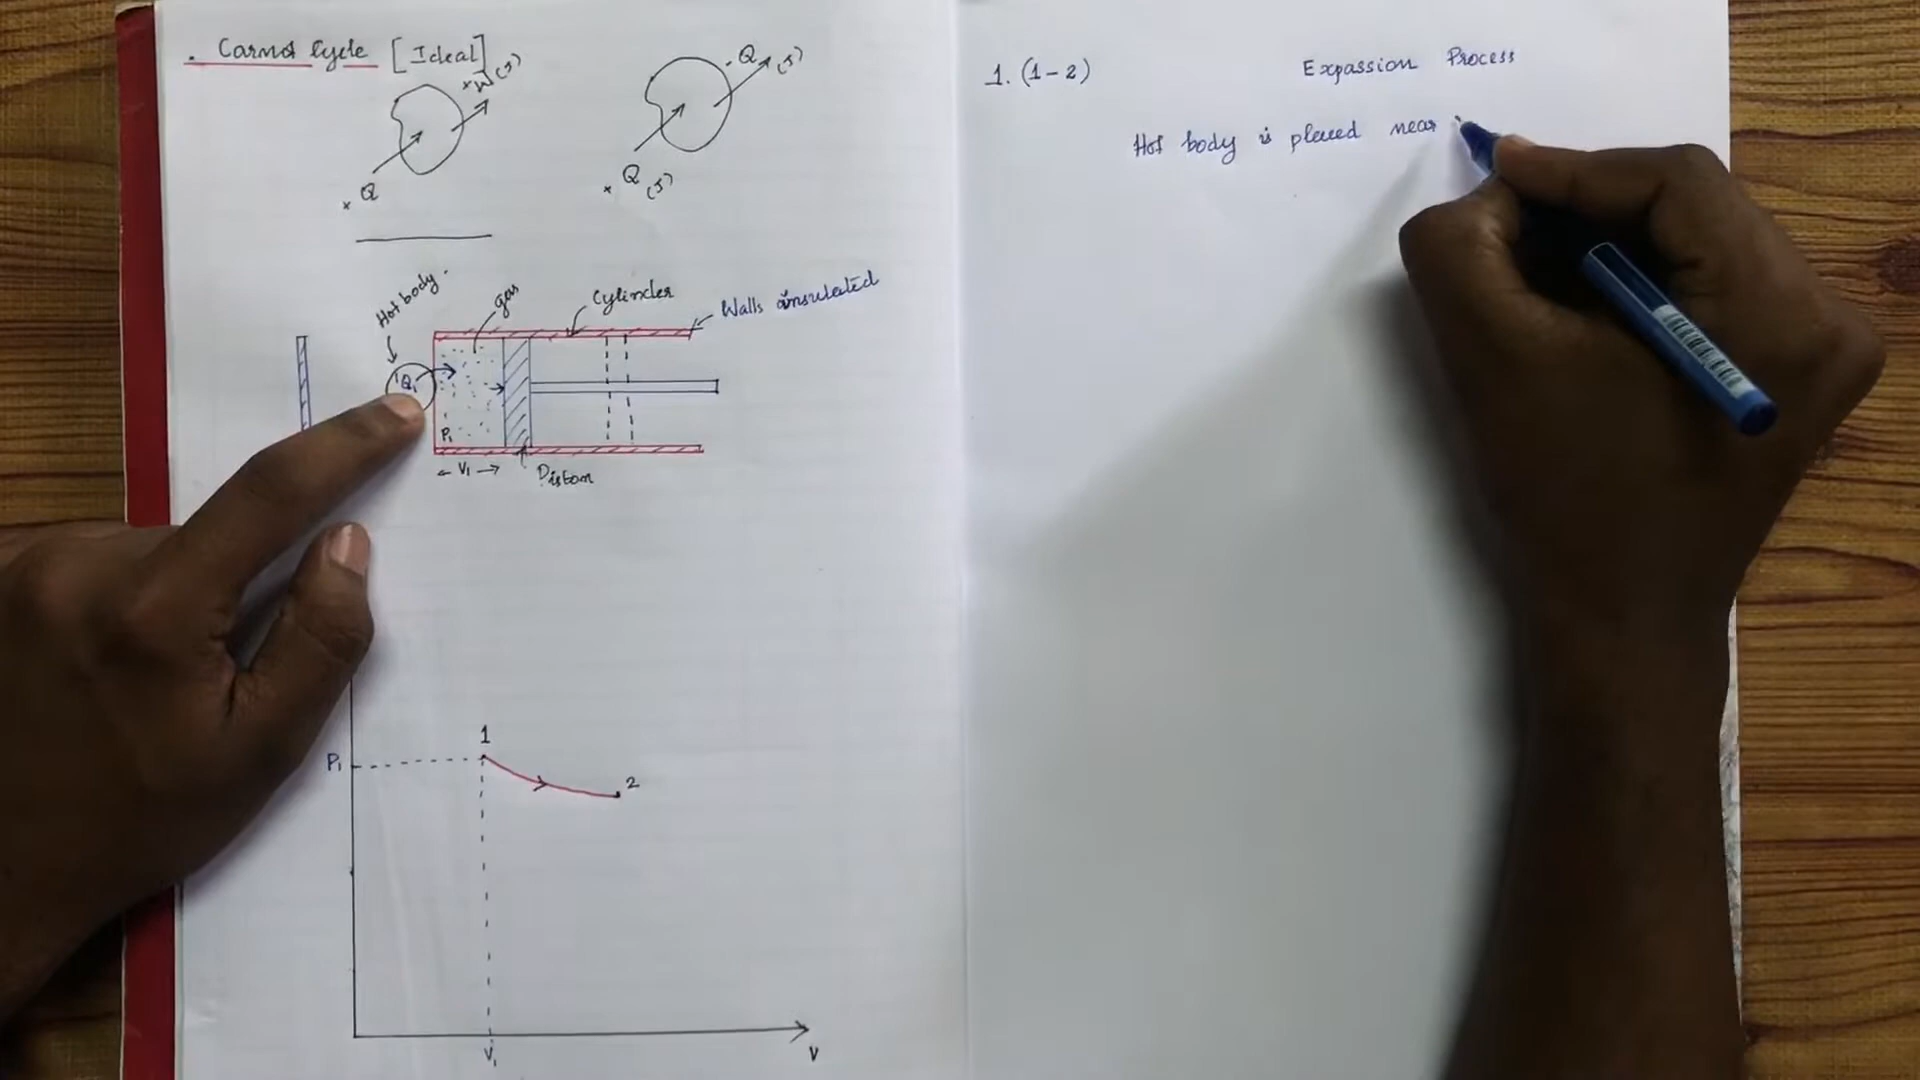 . Carnot Cycle [Ideal]
+W (J)
+ Q
- Q (J)
+ Q (J)
Hot body.
gas
Cylinder
Walls insulated
Q1
P1
← V1 →
Piston
1
P1
2
V1
V
1. (1-2)
Expassion Process
Hot body is placed near